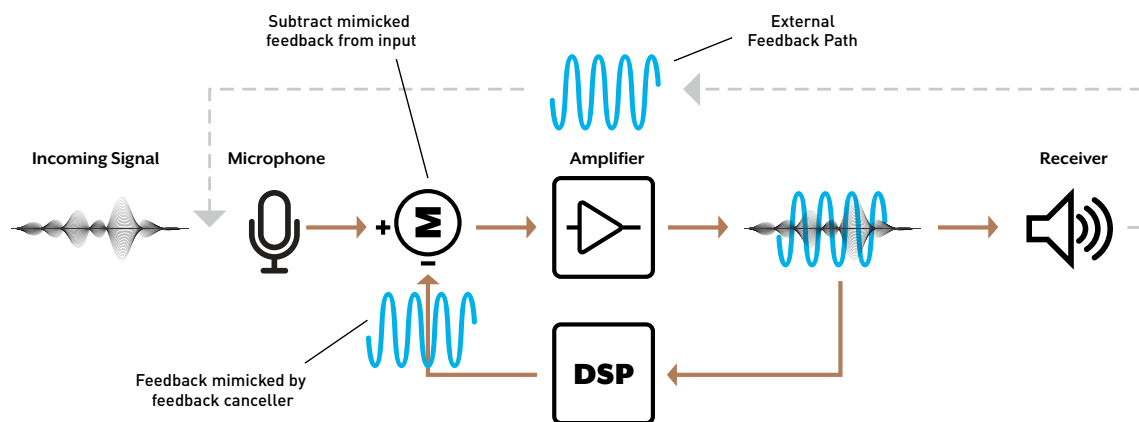 Subtract mimicked
feedback from input
External
Feedback Path
Incoming Signal
Microphone
Amplifier
Receiver
+
M
-
Feedback mimicked by
feedback canceller
DSP